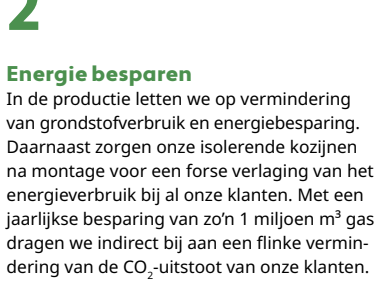 2
Energie besparen
In de productie letten we op vermindering
van grondstofverbruik en energiebesparing.
Daarnaast zorgen onze isolerende kozijnen
na montage voor een forse verlaging van het
energieverbruik bij al onze klanten. Met een
jaarlijkse besparing van zo’n 1 miljoen m³ gas
dragen we indirect bij aan een flinke vermin-
dering van de CO₂-uitstoot van onze klanten.